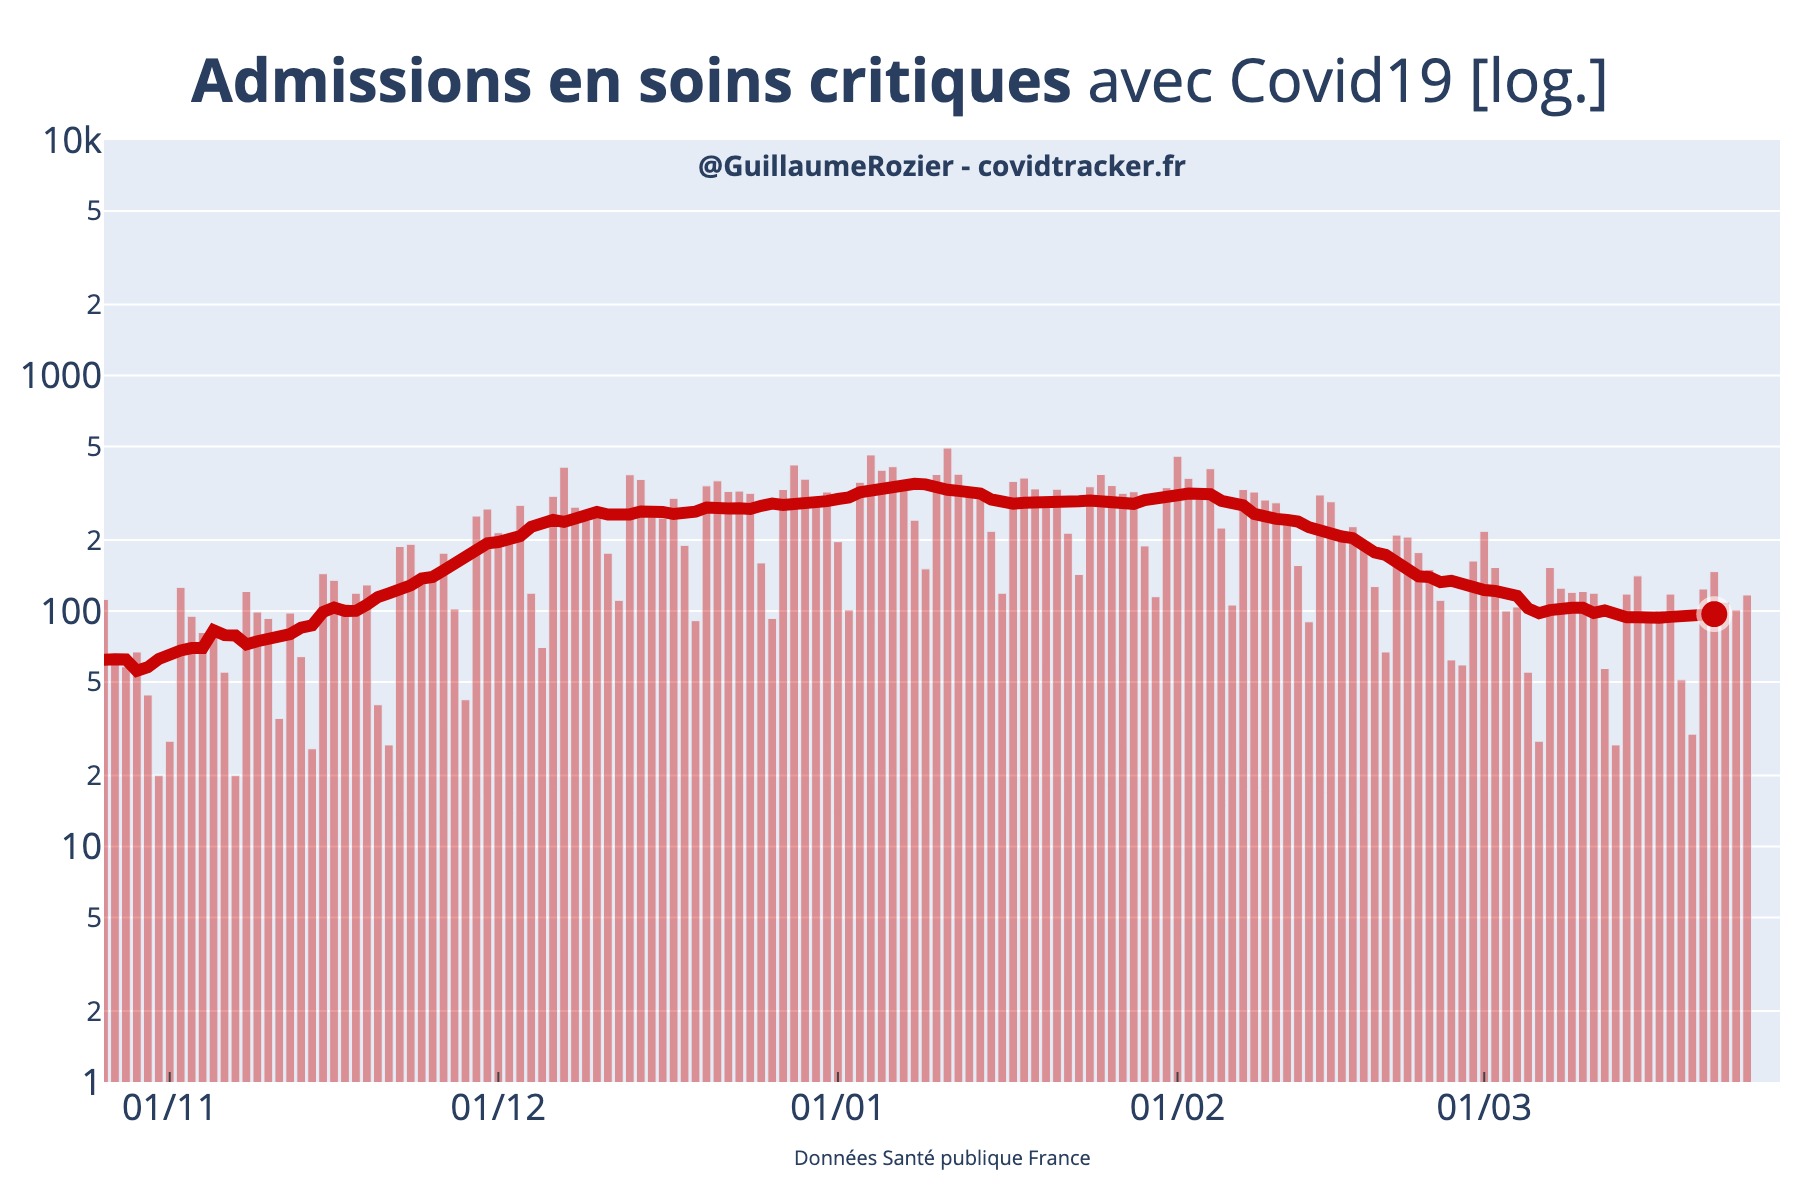 Admissions en soins critiques avec Covid19 [log.]
@GuillaumeRozier - covidtracker.fr
10k
5
2
1000
5
2
100
5
2
10
5
2
1
01/11 01/12 01/01 01/02 01/03
Données Santé publique France